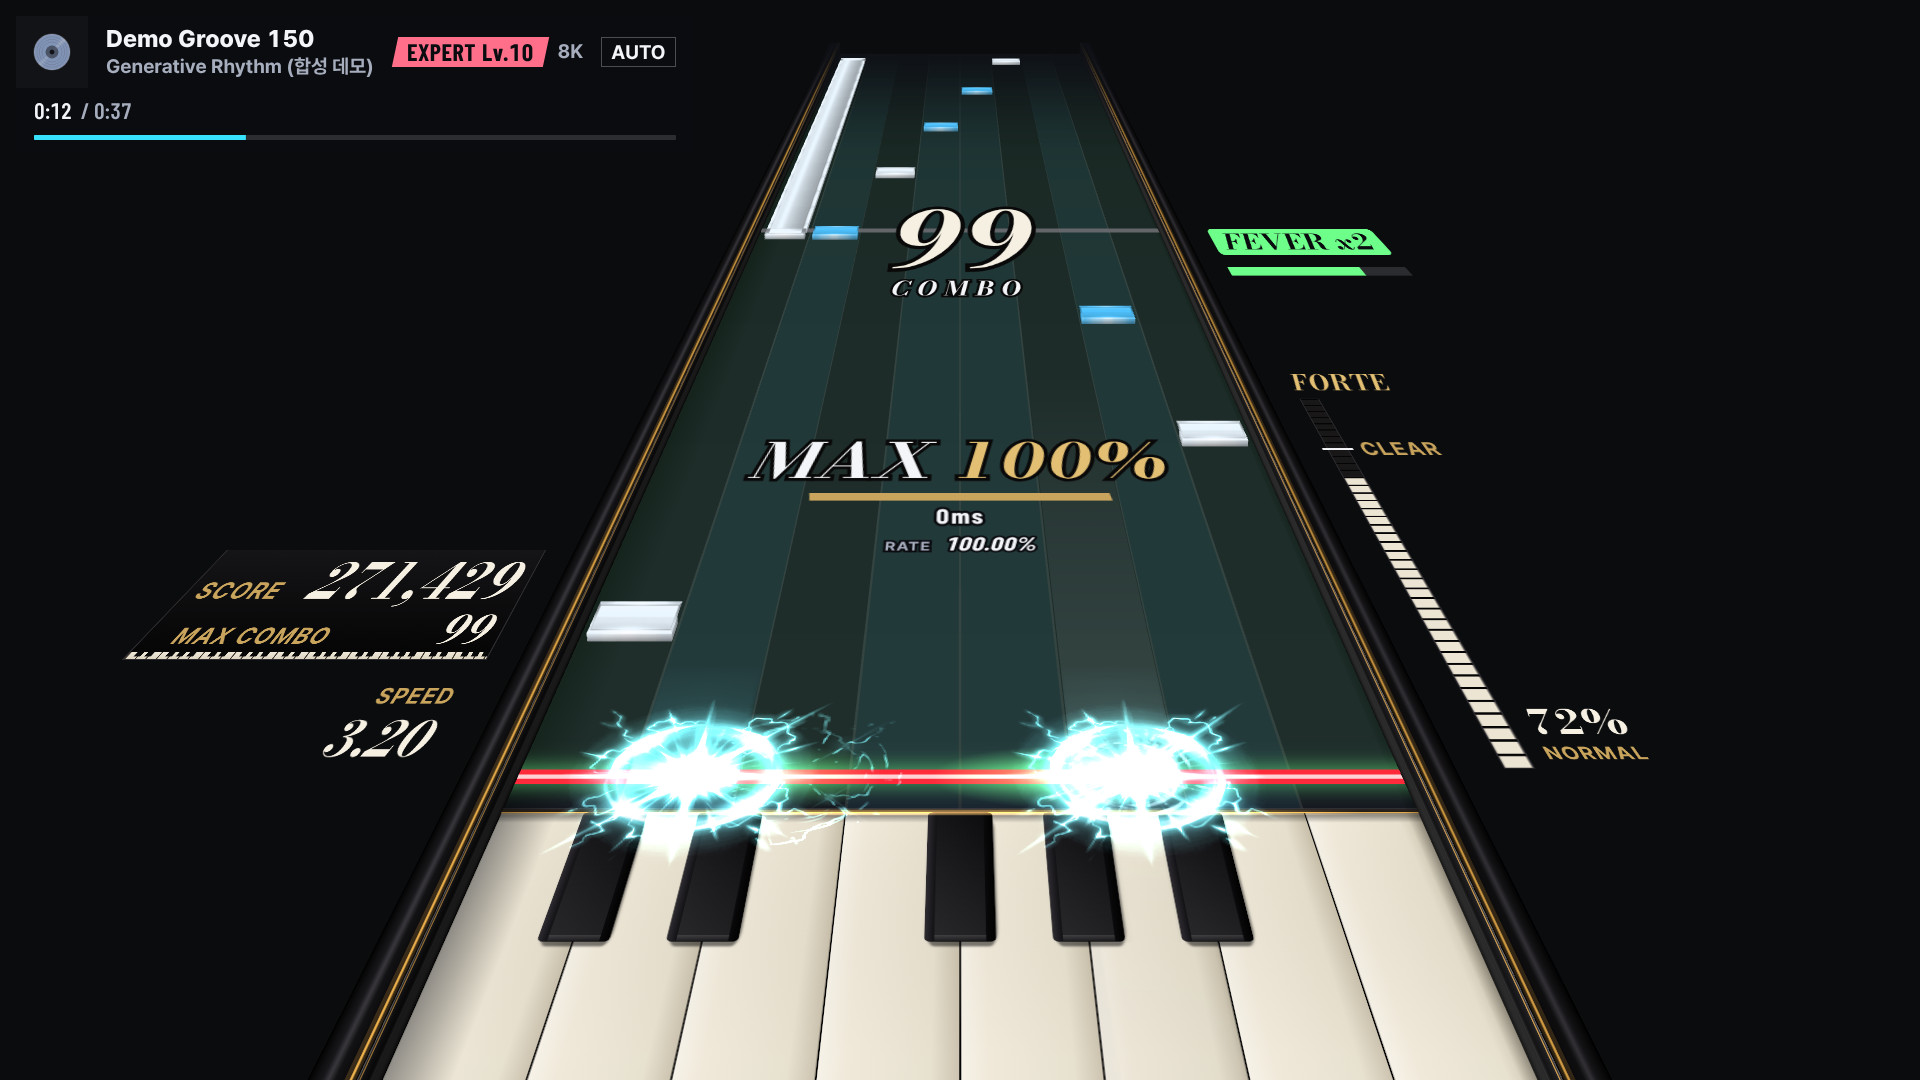 Demo Groove 150
Generative Rhythm (합성 데모)
EXPERT Lv.10 8K AUTO
0:12 / 0:37
99
COMBO
FEVER x2
FORTE
CLEAR
MAX 100%
0ms
RATE 100.00%
SCORE 271,429
MAX COMBO 99
SPEED
3.20
72%
NORMAL